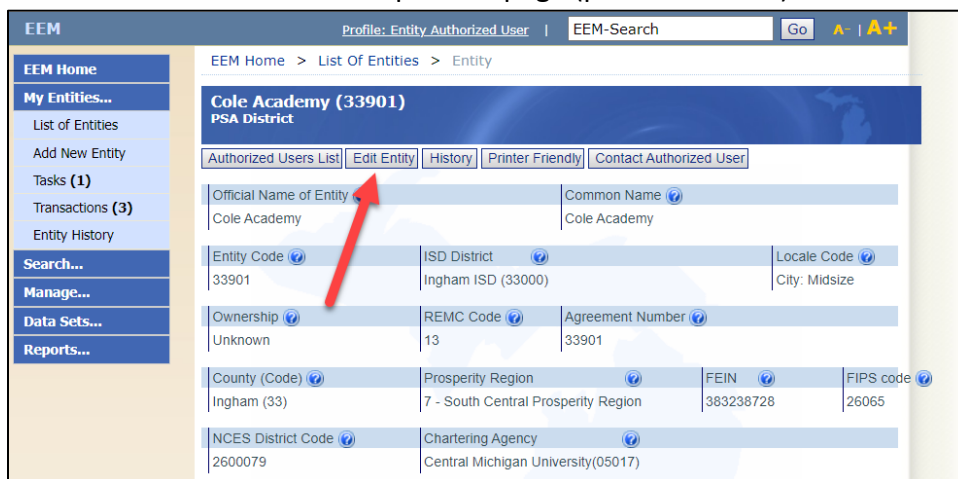 EEM Profile: Entity Authorized User | EEM-Search Go A- | A+
EEM Home
My Entities...
List of Entities
Add New Entity
Tasks (1)
Transactions (3)
Entity History
Search...
Manage...
Data Sets...
Reports...
EEM Home > List Of Entities > Entity
Cole Academy (33901)
PSA District
Authorized Users List Edit Entity History Printer Friendly Contact Authorized User
Official Name of Entity Common Name
Cole Academy Cole Academy
Entity Code ISD District Locale Code
33901 Ingham ISD (33000) City: Midsize
Ownership REMC Code Agreement Number
Unknown 13 33901
County (Code) Prosperity Region FEIN FIPS code
Ingham (33) 7 - South Central Prosperity Region 383238728 26065
NCES District Code Chartering Agency
2600079 Central Michigan University(05017)